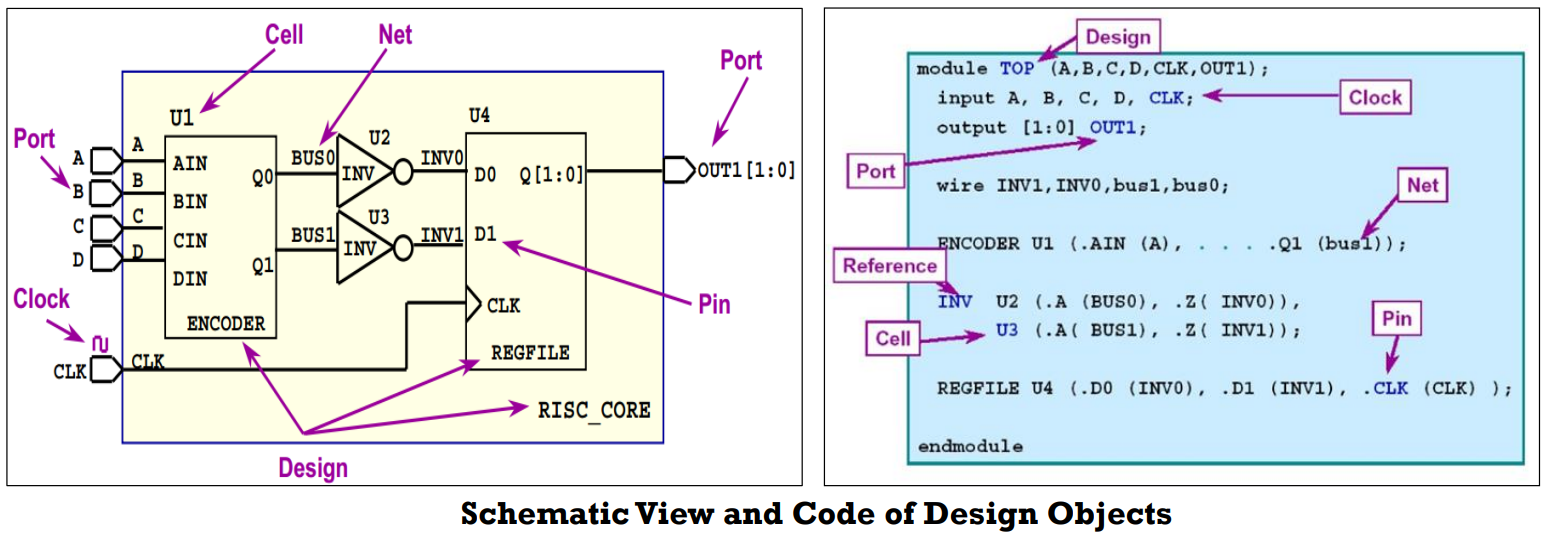 Cell
Net
Port
U1
U2
U4
Port
A
A
AIN
BUS0
INV
INV0
D0
Q[1:0]
OUT1[1:0]
B
B
BIN
Q0
U3
C
C
CIN
BUS1
INV
INV1
D1
D
D
DIN
Q1
Clock
Pin
ENCODER
CLK
REGFILE
CLK
CLK
RISC_CORE
Design
Design
module TOP (A,B,C,D,CLK,OUT1);
input A, B, C, D, CLK;
Clock
output [1:0] OUT1;
Port
wire INV1,INV0,bus1,bus0;
Net
ENCODER U1 (.AIN (A), . . . .Q1 (bus1));
Reference
INV U2 (.A (BUS0), .Z( INV0)),
Pin
Cell
U3 (.A( BUS1), .Z( INV1));
REGFILE U4 (.D0 (INV0), .D1 (INV1), .CLK (CLK) );
endmodule
Schematic View and Code of Design Objects